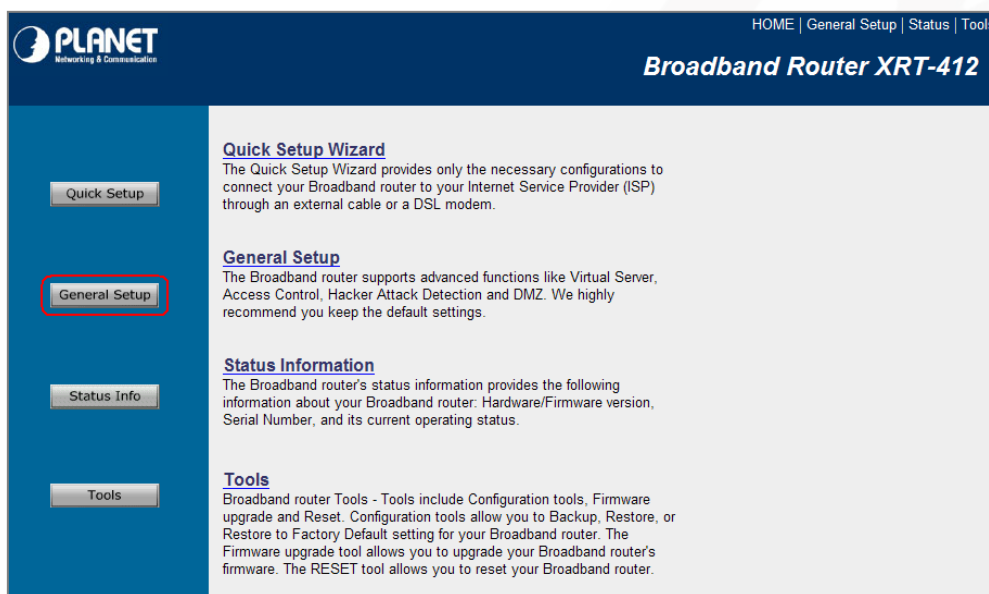 PLANET
Networking & Communication
HOME | General Setup | Status | Tools
Broadband Router XRT-412
Quick Setup
Quick Setup Wizard
The Quick Setup Wizard provides only the necessary configurations to
connect your Broadband router to your Internet Service Provider (ISP)
through an external cable or a DSL modem.
General Setup
General Setup
The Broadband router supports advanced functions like Virtual Server,
Access Control, Hacker Attack Detection and DMZ. We highly
recommend you keep the default settings.
Status Info
Status Information
The Broadband router's status information provides the following
information about your Broadband router: Hardware/Firmware version,
Serial Number, and its current operating status.
Tools
Tools
Broadband router Tools - Tools include Configuration tools, Firmware
upgrade and Reset. Configuration tools allow you to Backup, Restore, or
Restore to Factory Default setting for your Broadband router. The
Firmware upgrade tool allows you to upgrade your Broadband router's
firmware. The RESET tool allows you to reset your Broadband router.